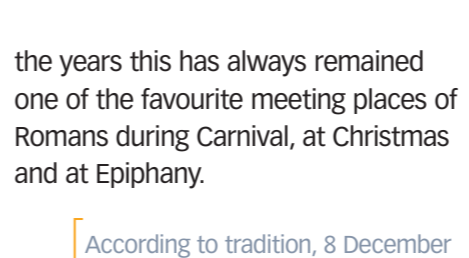 the years this has always remained
one of the favourite meeting places of
Romans during Carnival, at Christmas
and at Epiphany.
According to tradition, 8 December